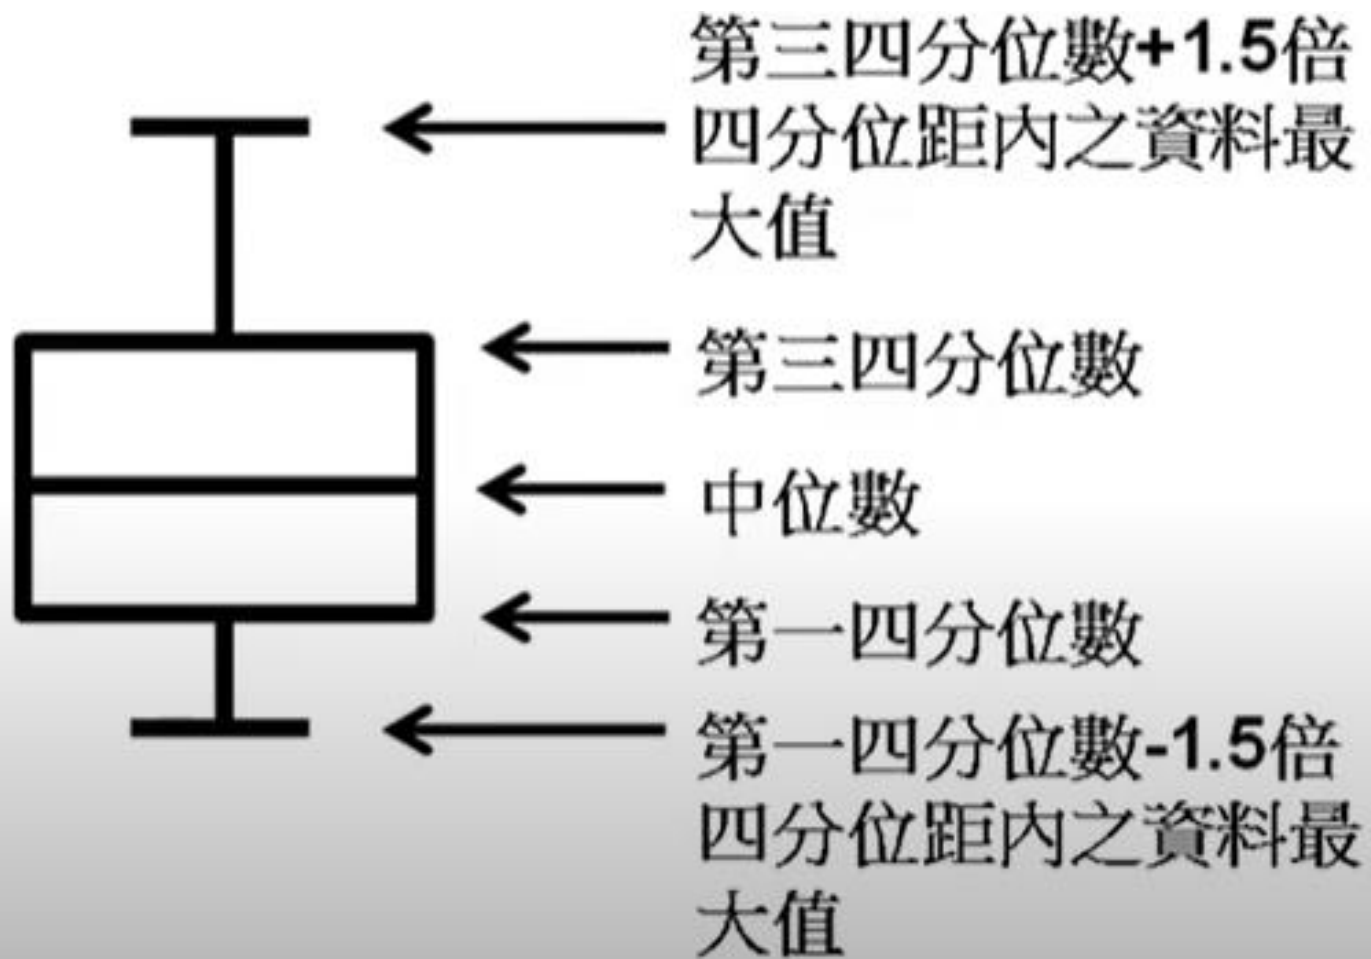 第三四分位數+1.5倍
四分位距內之資料最
大值
第三四分位數
中位數
第一四分位數
第一四分位數-1.5倍
四分位距內之資料最
大值